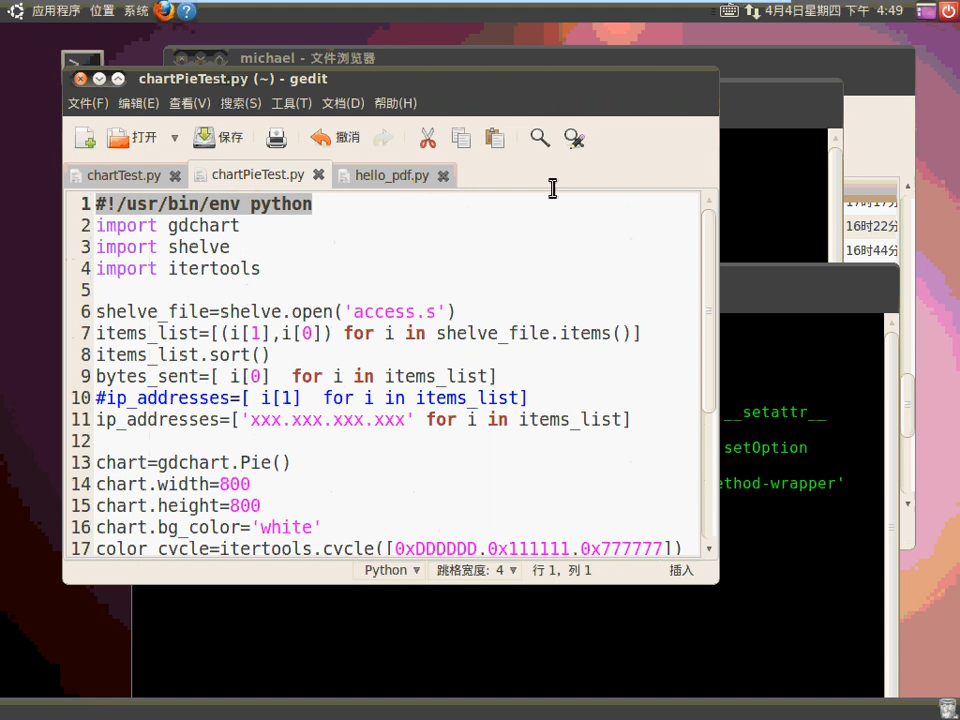 应用程序 位置 系统 4月4日星期四 下午 4:49
michael - 文件浏览器
chartPieTest.py (~) - gedit
文件(F) 编辑(E) 查看(V) 搜索(S) 工具(T) 文档(D) 帮助(H)
打开 保存 撤消
chartTest.py chartPieTest.py hello_pdf.py
1 #!/usr/bin/env python
2 import gdchart
3 import shelve
4 import itertools
5
6 shelve_file=shelve.open('access.s')
7 items_list=[(i[1],i[0]) for i in shelve_file.items()]
8 items_list.sort()
9 bytes_sent=[ i[0]  for i in items_list]
10 #ip_addresses=[ i[1]  for i in items_list]
11 ip_addresses=['xxx.xxx.xxx.xxx' for i in items_list]
12
13 chart=gdchart.Pie()
14 chart.width=800
15 chart.height=800
16 chart.bg_color='white'
17 color_cycle=itertools.cycle([0xDDDDDD,0x111111,0x777777])
Python 跳格宽度: 4 行 1, 列 1 插入
17时17分
16时22分
16时44分
__setattr__
setOption
ethod-wrapper'